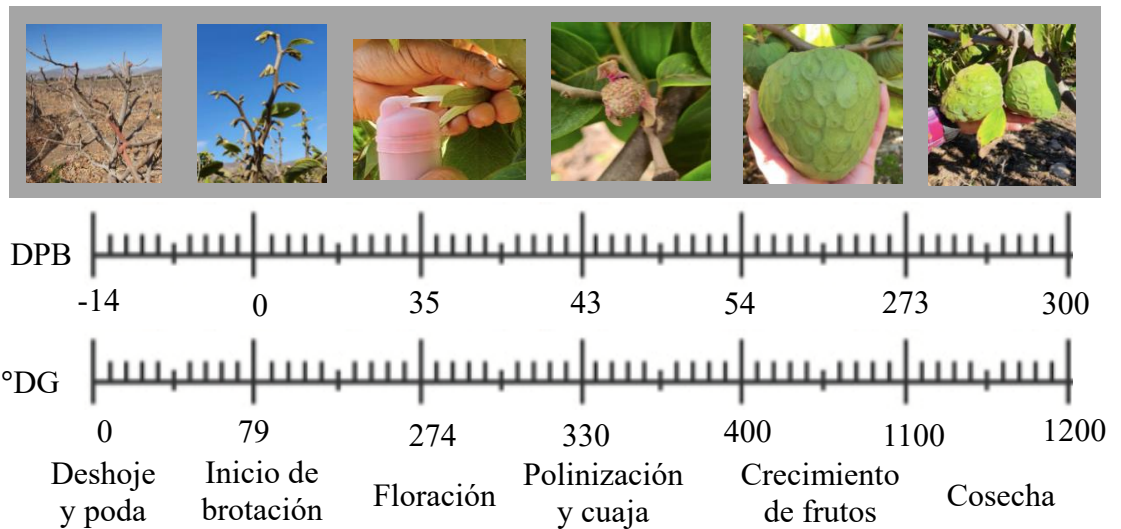 DPB
-14 0 35 43 54 273 300
°DG
0 79 274 330 400 1100 1200
Deshoje
y poda
Inicio de
brotación
Floración
Polinización
y cuaja
Crecimiento
de frutos
Cosecha